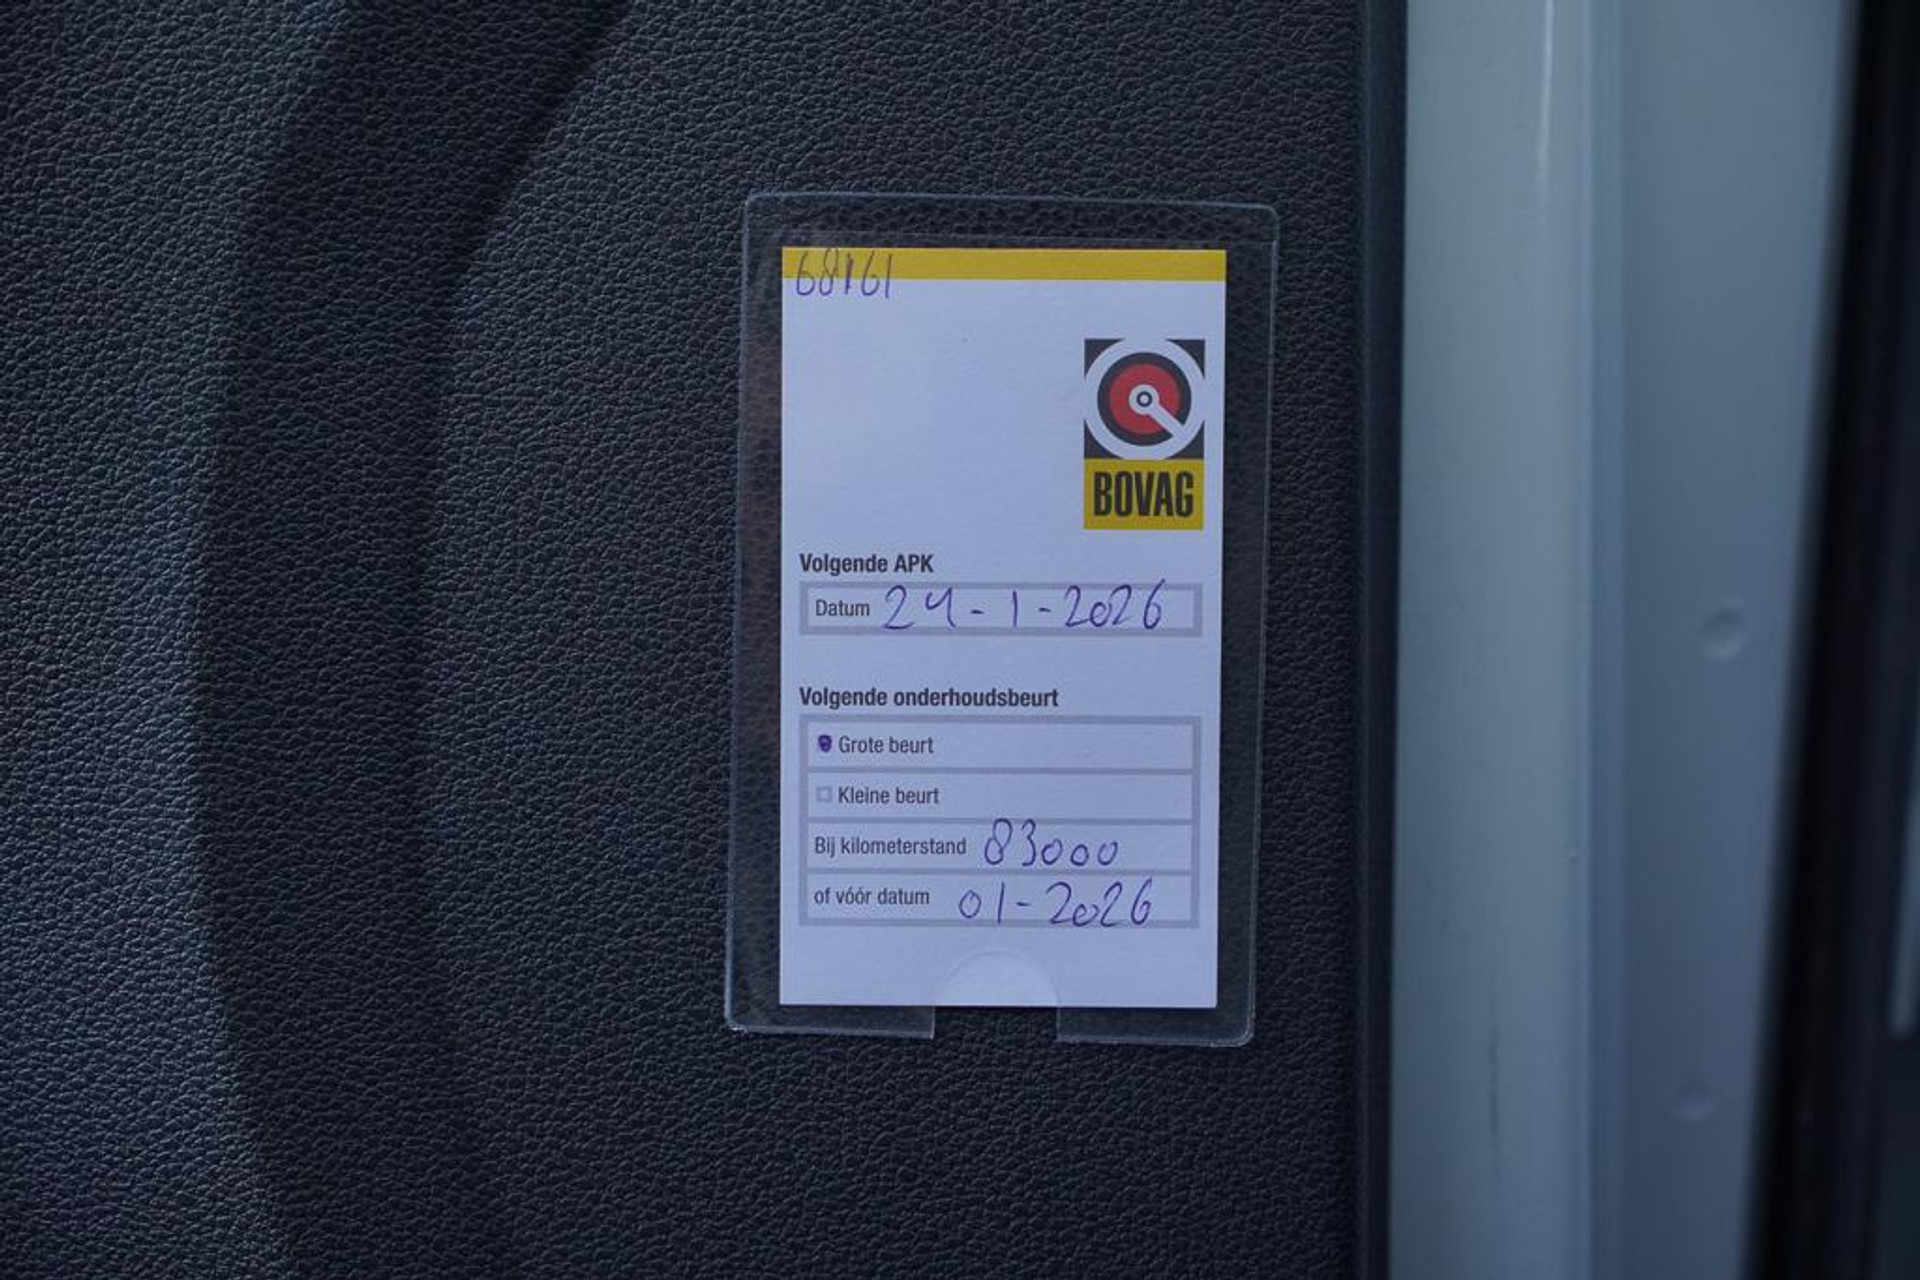 68161
BOVAG
Volgende APK
Datum 24-1-2026
Volgende onderhoudsbeurt
Grote beurt
Kleine beurt
Bij kilometerstand 83000
of vóór datum 01-2026